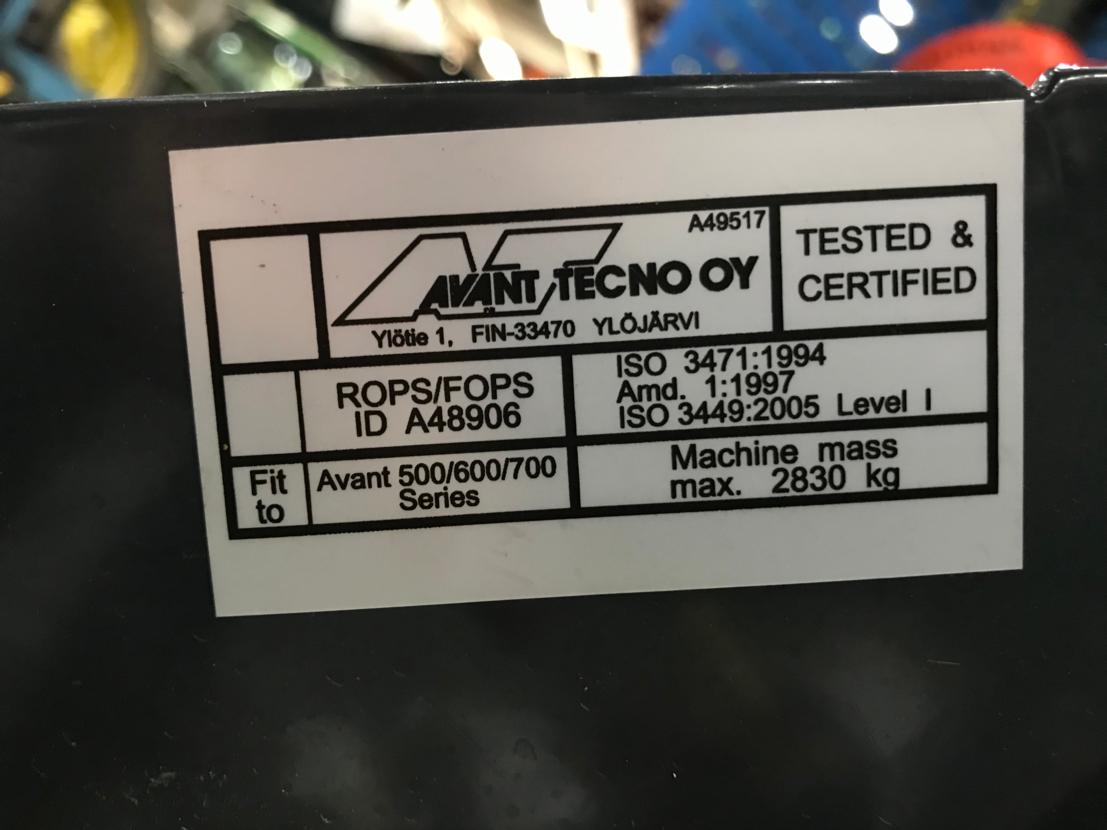 A49517
AVANT TECNO OY
Ylötie 1, FIN-33470 YLÖJÄRVI
TESTED &
CERTIFIED
ROPS/FOPS
ID A48906
ISO 3471:1994
Amd. 1:1997
ISO 3449:2005 Level I
Fit
to
Avant 500/600/700
Series
Machine mass
max. 2830 kg